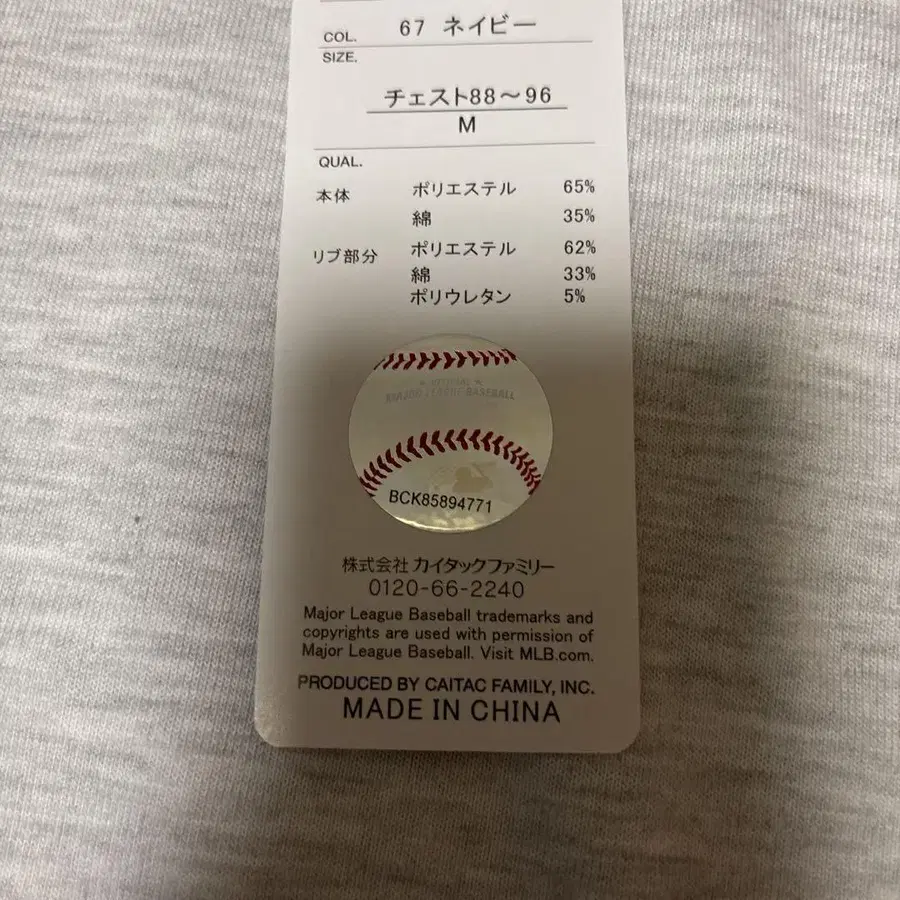 COL. 67 ネイビー
SIZE.
チェスト88～96
M
QUAL.
本体 ポリエステル 65%
綿 35%
リブ部分 ポリエステル 62%
綿 33%
ポリウレタン 5%
OFFICIAL
MAJOR LEAGUE BASEBALL
BCK85894771
株式会社 カイタックファミリー
0120-66-2240
Major League Baseball trademarks and
copyrights are used with permission of
Major League Baseball. Visit MLB.com.
PRODUCED BY CAITAC FAMILY, INC.
MADE IN CHINA